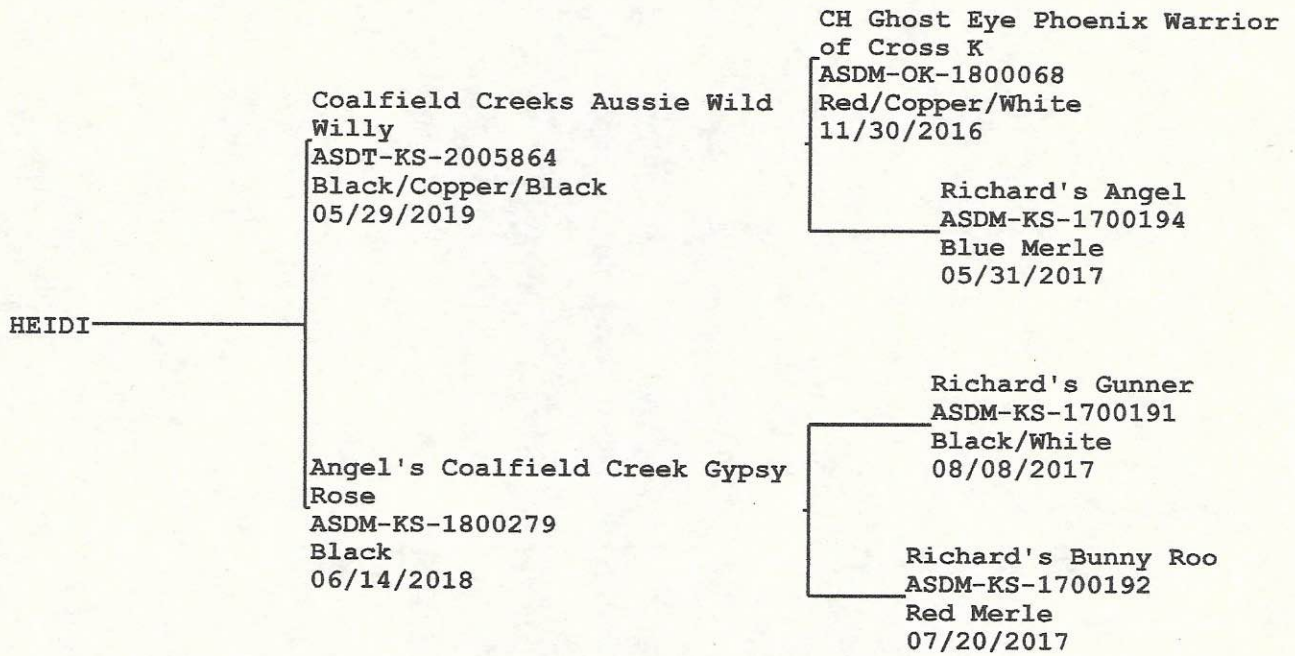 CH Ghost Eye Phoenix Warrior
of Cross K
ASDM-OK-1800068
Red/Copper/White
11/30/2016
Coalfield Creeks Aussie Wild
Willy
ASDT-KS-2005864
Black/Copper/Black
05/29/2019
Richard's Angel
ASDM-KS-1700194
Blue Merle
05/31/2017
HEIDI
Richard's Gunner
ASDM-KS-1700191
Black/White
08/08/2017
Angel's Coalfield Creek Gypsy
Rose
ASDM-KS-1800279
Black
06/14/2018
Richard's Bunny Roo
ASDM-KS-1700192
Red Merle
07/20/2017